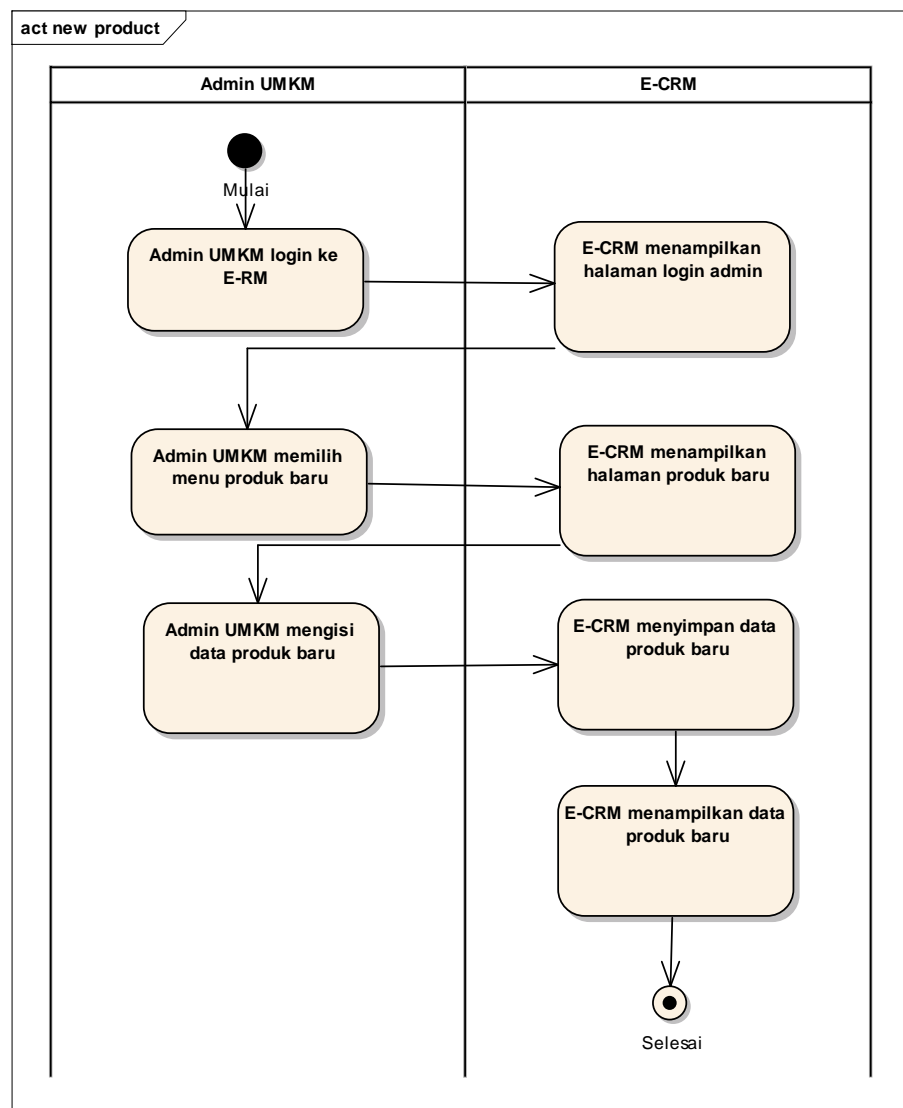 act new product
Admin UMKM
E-CRM
Mulai
Admin UMKM login ke
E-RM
E-CRM menampilkan
halaman login admin
Admin UMKM memilih
menu produk baru
E-CRM menampilkan
halaman produk baru
Admin UMKM mengisi
data produk baru
E-CRM menyimpan data
produk baru
E-CRM menampilkan data
produk baru
Selesai